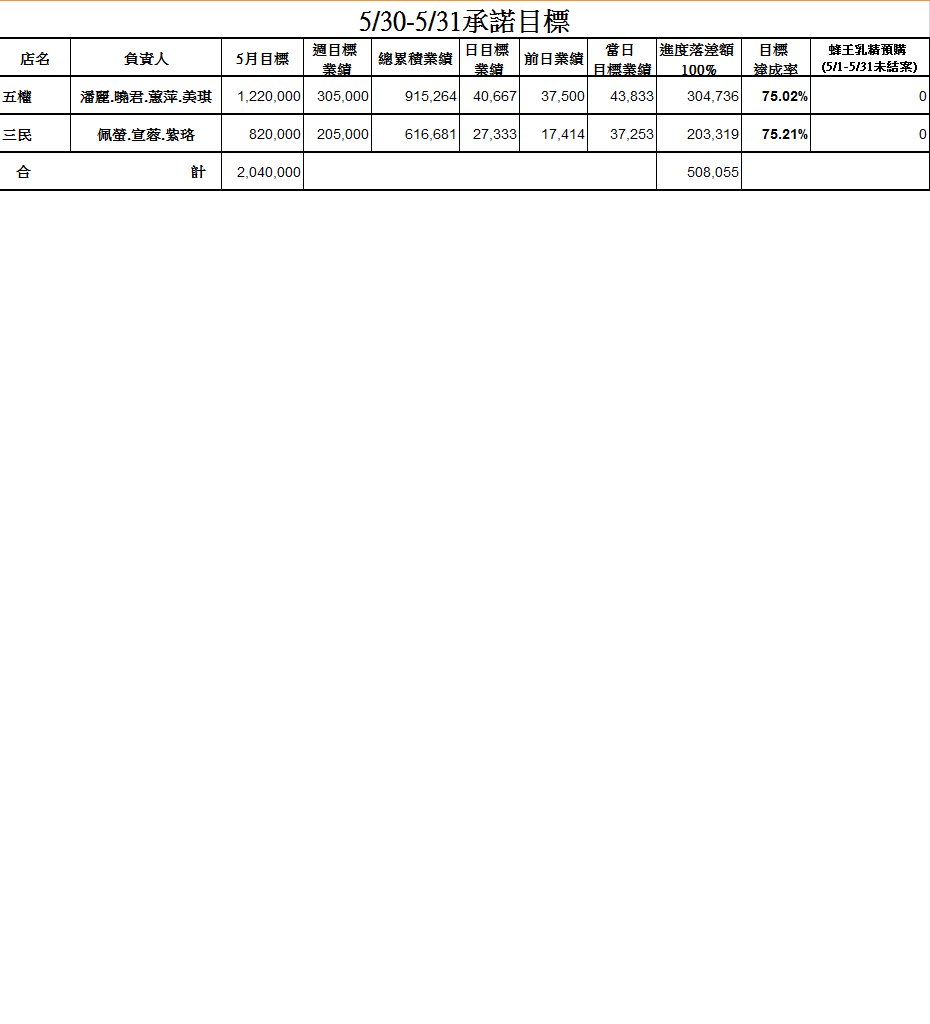 5/30-5/31承諾目標
店名 負責人 5月目標 週目標業績 總累積業績 日目標業績 前日業績 當日目標業績 進度落差額100% 目標達成率 蜂王乳精預購(5/1-5/31未結案)
五權 潘麗.曉君.蕙萍.美琪 1,220,000 305,000 915,264 40,667 37,500 43,833 304,736 75.02% 0
三民 佩螢.宣蓉.紫珞 820,000 205,000 616,681 27,333 17,414 37,253 203,319 75.21% 0
合 計 2,040,000 508,055